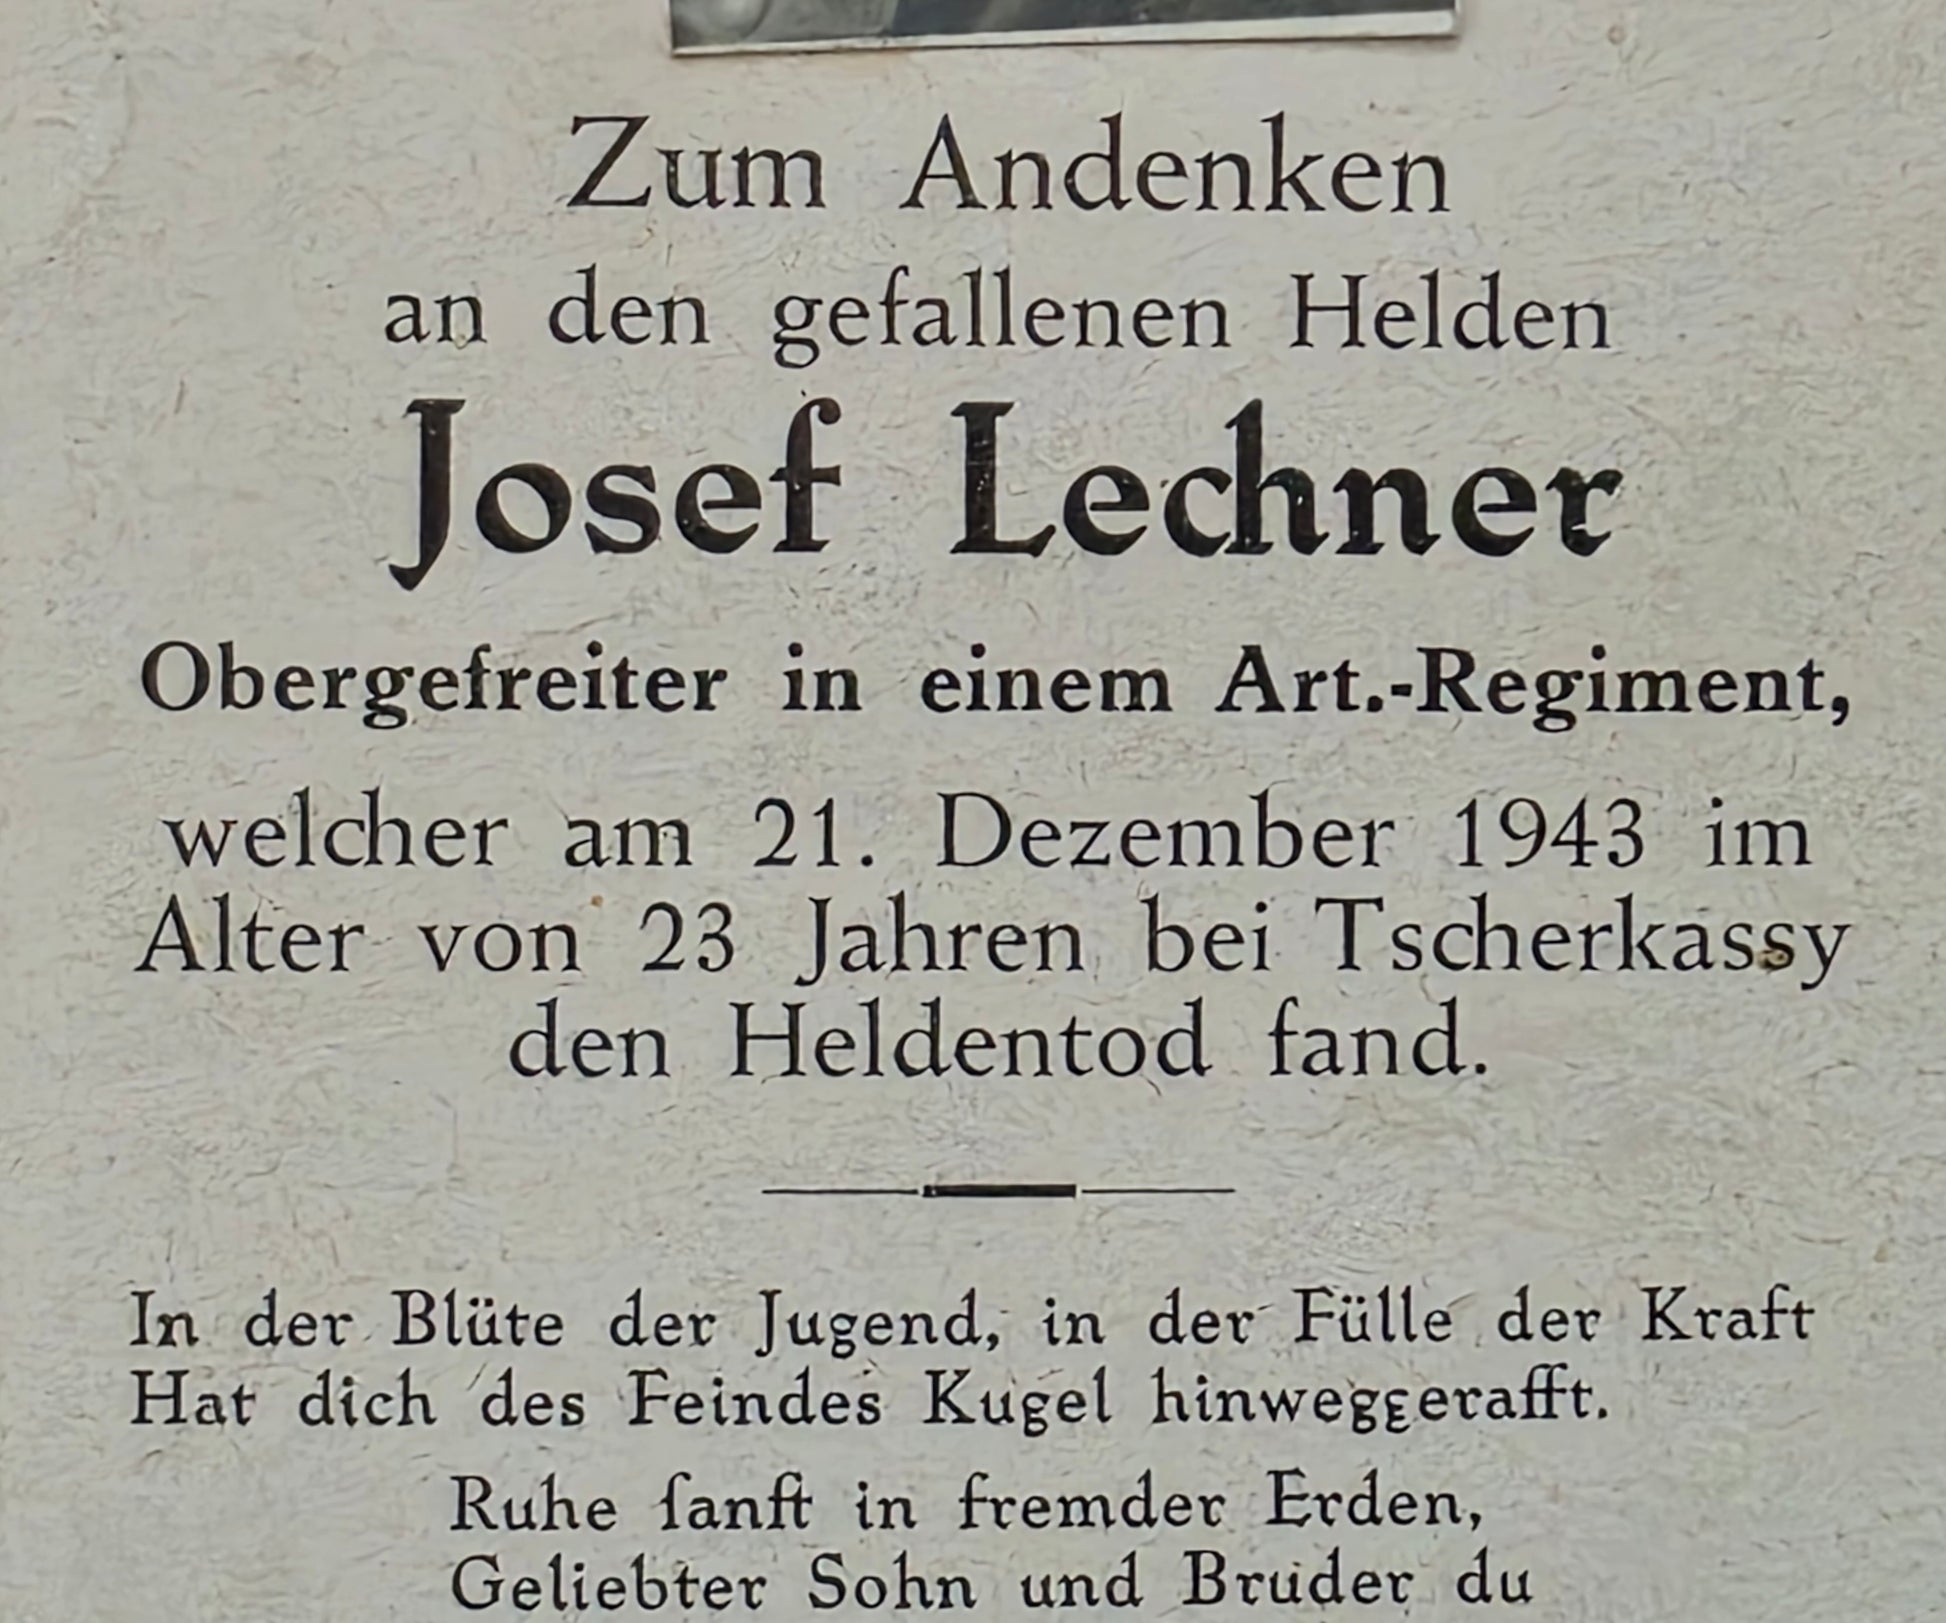 Zum Andenken
an den gefallenen Helden
Josef Lechner
Obergefreiter in einem Art.-Regiment,
welcher am 21. Dezember 1943 im
Alter von 23 Jahren bei Tscherkassy
den Heldentod fand.
In der Blüte der Jugend, in der Fülle der Kraft
Hat dich des Feindes Kugel hinweggerafft.
Ruhe ſanft in fremder Erden,
Geliebter Sohn und Bruder du